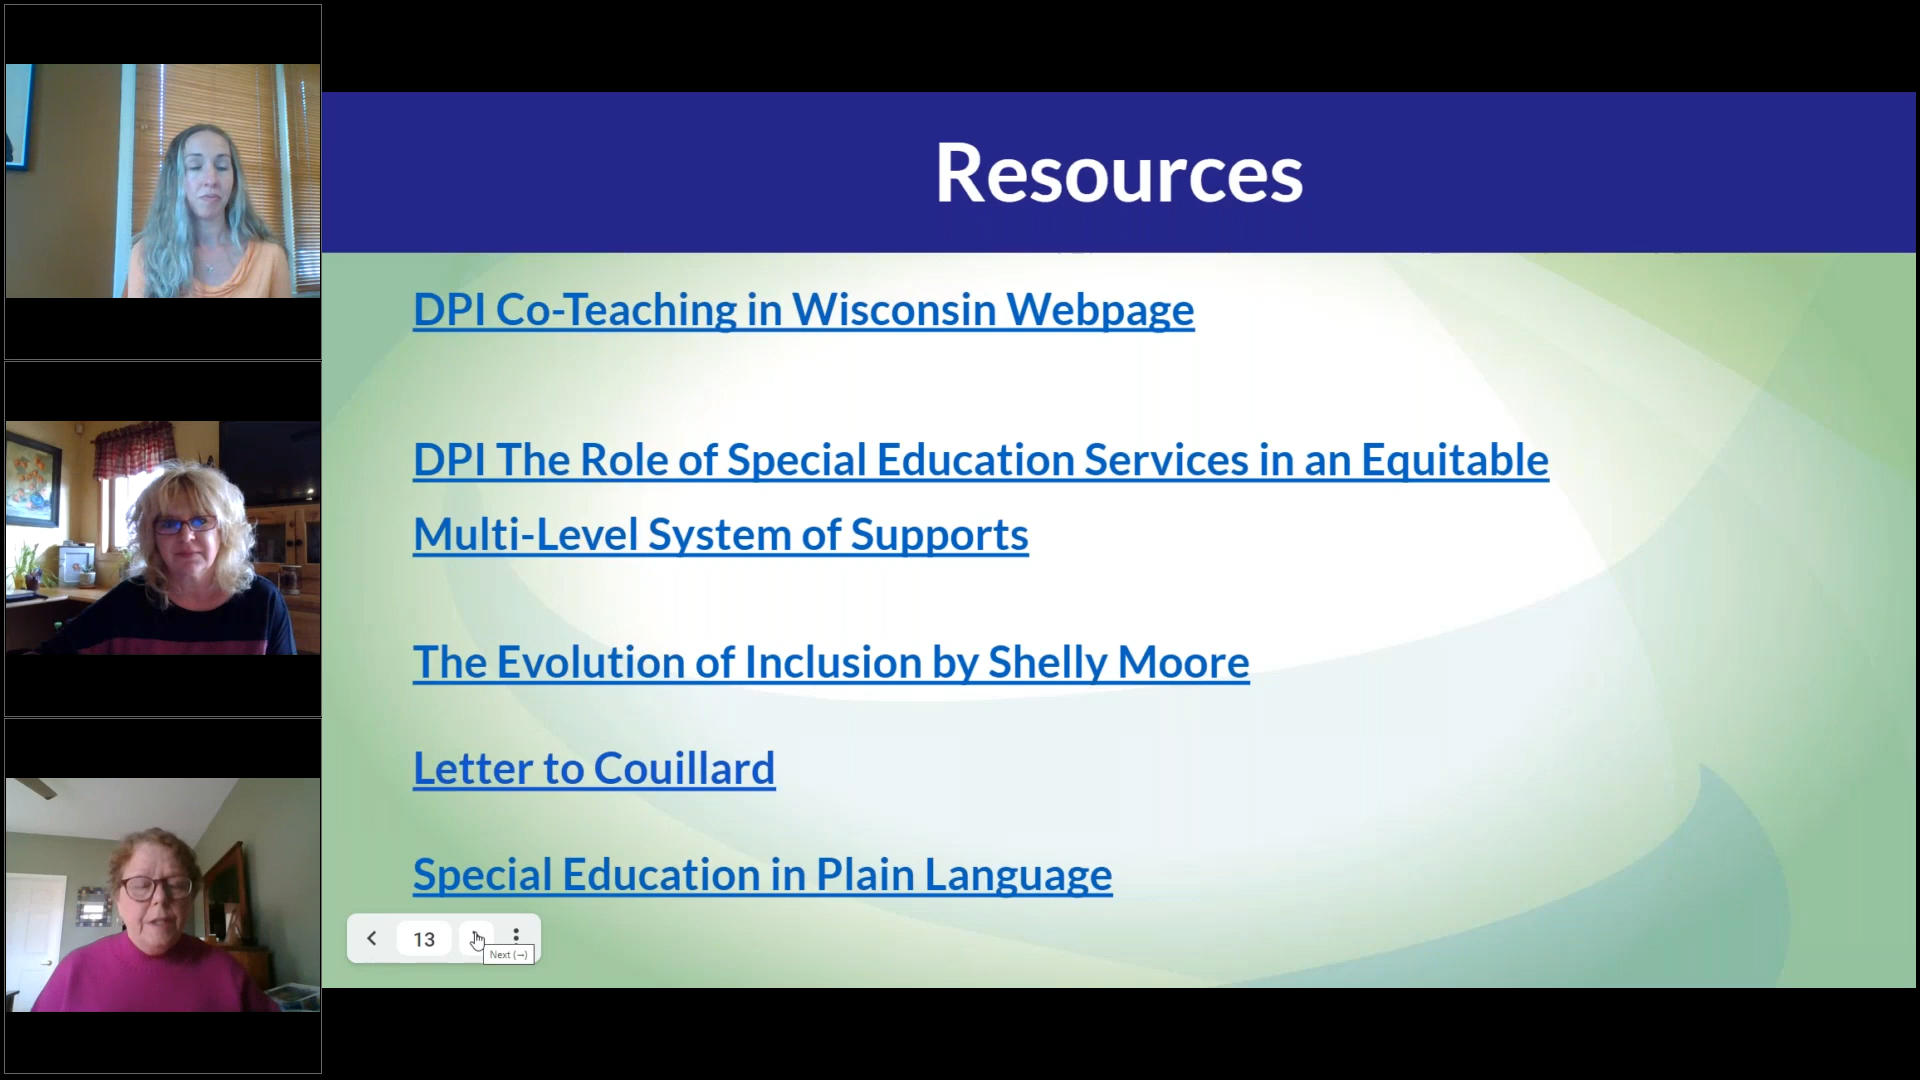 Resources
DPI Co-Teaching in Wisconsin Webpage
DPI The Role of Special Education Services in an Equitable
Multi-Level System of Supports
The Evolution of Inclusion by Shelly Moore
Letter to Couillard
Special Education in Plain Language
13
Next (→)